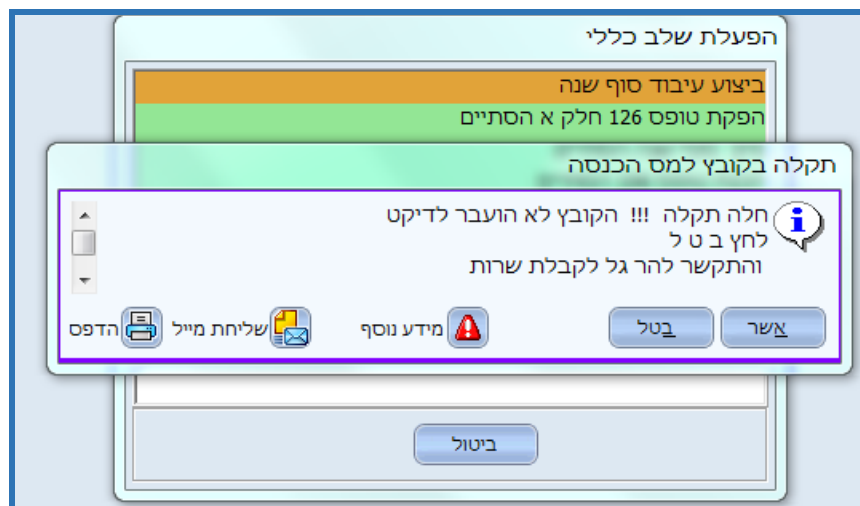 הפעלת שלב כללי
ביצוע עיבוד סוף שנה
הפקת טופס 126 חלק א הסתיים
תקלה בקובץ למס הכנסה
חלה תקלה !!! הקובץ לא הועבר לדיקט
לחץ ב ט ל
והתקשר להר גל לקבלת שרות
אשר בטל מידע נוסף שליחת מייל הדפס
ביטול